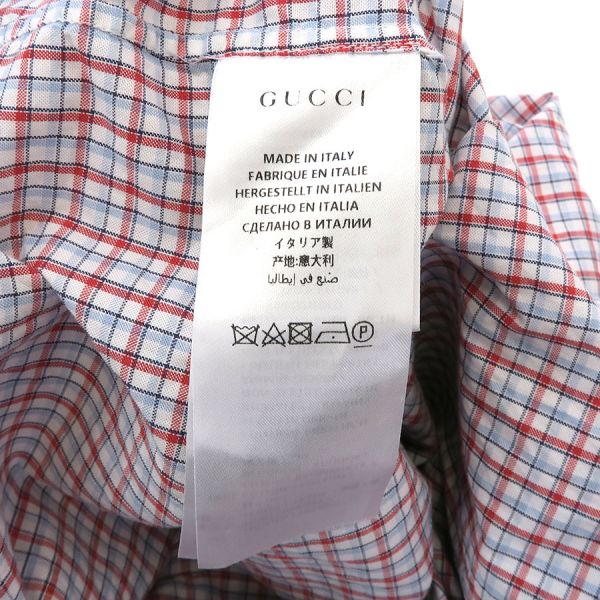 GUCCI
MADE IN ITALY
FABRIQUE EN ITALIE
HERGESTELLT IN ITALIEN
HECHO EN ITALIA
СДЕЛАНО В ИТАЛИИ
イタリア製
产地:意大利
صنع في إيطاليا
P